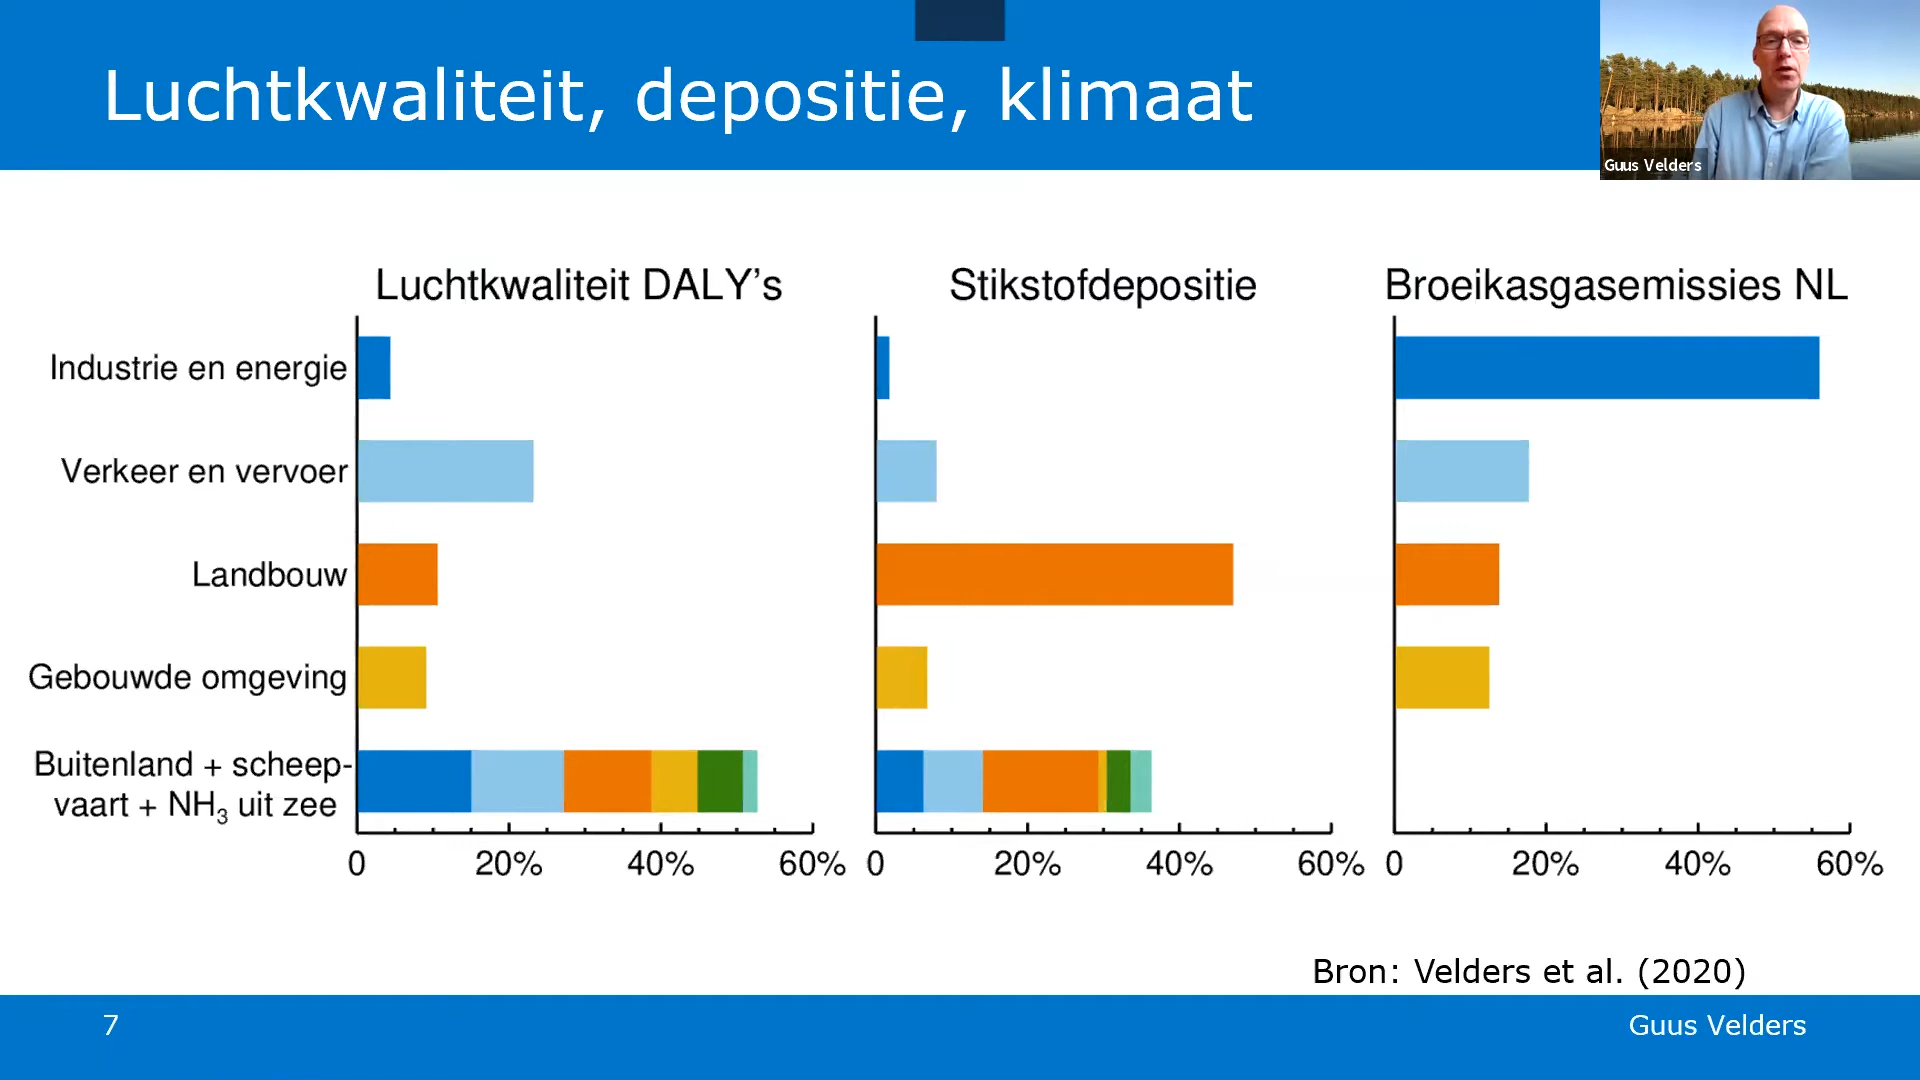 Luchtkwaliteit, depositie, klimaat
Guus Velders
Luchtkwaliteit DALY's
Stikstofdepositie
Broeikasgasemissies NL
Industrie en energie
Verkeer en vervoer
Landbouw
Gebouwde omgeving
Buitenland + scheep-
vaart + NH₃ uit zee
0 20% 40% 60%
0 20% 40% 60%
0 20% 40% 60%
Bron: Velders et al. (2020)
7
Guus Velders